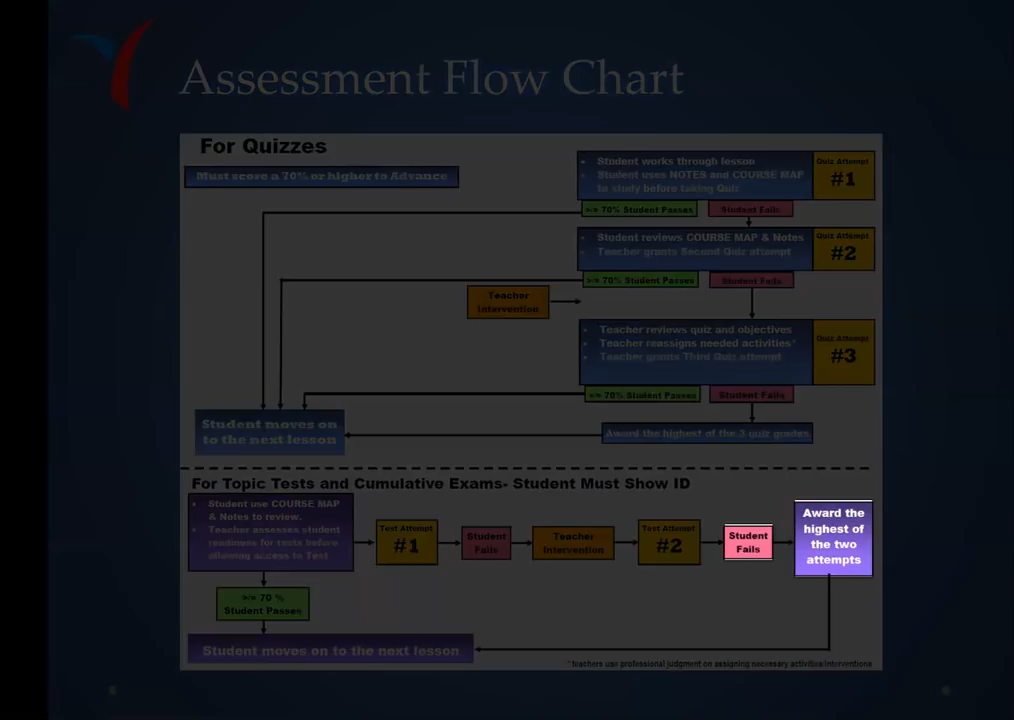 Assessment Flow Chart
For Quizzes
Must score a 70% or higher to Advance
• Student works through lesson
• Student uses NOTES and COURSE MAP
to study before taking Quiz
Quiz Attempt
#1
>/= 70% Student Passes
Student Fails
• Student reviews COURSE MAP & Notes
• Teacher grants Second Quiz attempt
Quiz Attempt
#2
>/= 70% Student Passes
Student Fails
Teacher
Intervention
• Teacher reviews quiz and objectives
• Teacher reassigns needed activities*
• Teacher grants Third Quiz attempt
Quiz Attempt
#3
>/= 70% Student Passes
Student Fails
Student moves on
to the next lesson
Award the highest of the 3 quiz grades
For Topic Tests and Cumulative Exams- Student Must Show ID
• Student use COURSE MAP
& Notes to review.
• Teacher assesses student
readiness for tests before
allowing access to Test
Test Attempt
#1
Student
Fails
Teacher
Intervention
Test Attempt
#2
Student
Fails
Award the
highest of
the two
attempts
>/= 70 %
Student Passes
Student moves on to the next lesson
*teachers use professional judgment on assigning necessary activities/interventions